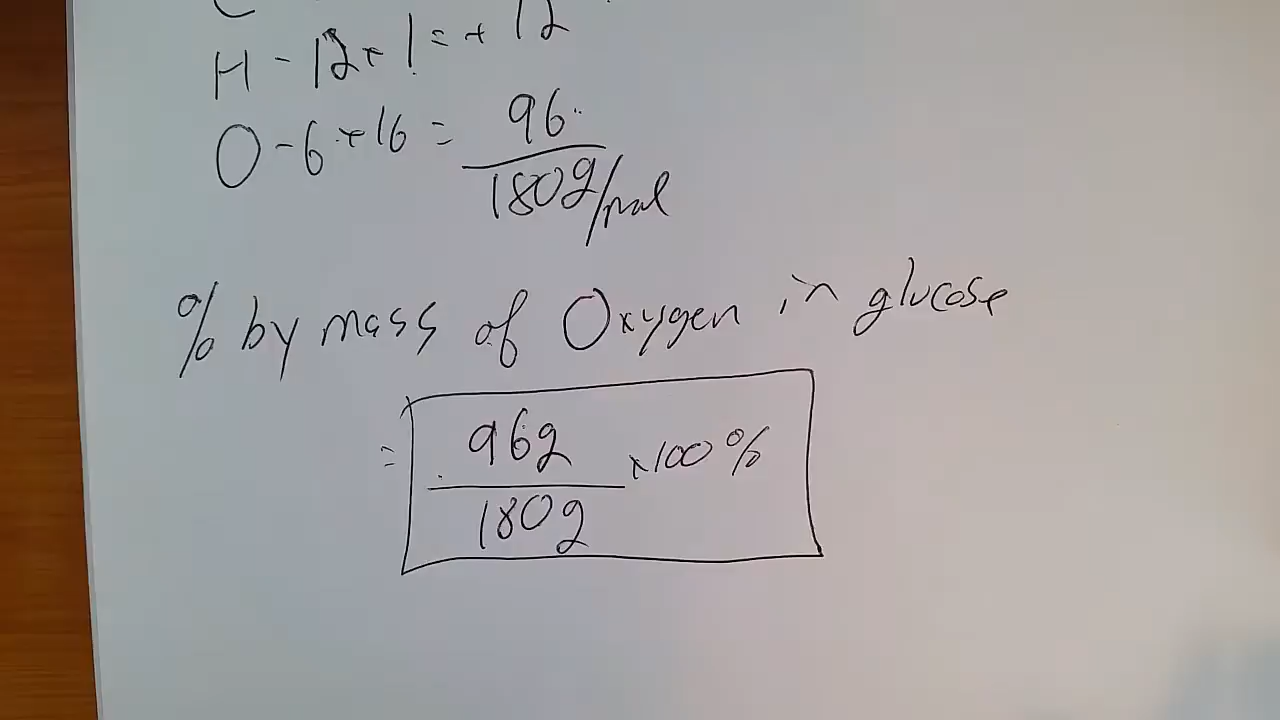 C
H - 12 × 1 = + 12
O - 6 × 16 = 96
180g/mol
% by mass of Oxygen in glucose
= 96g
× 100%
180g